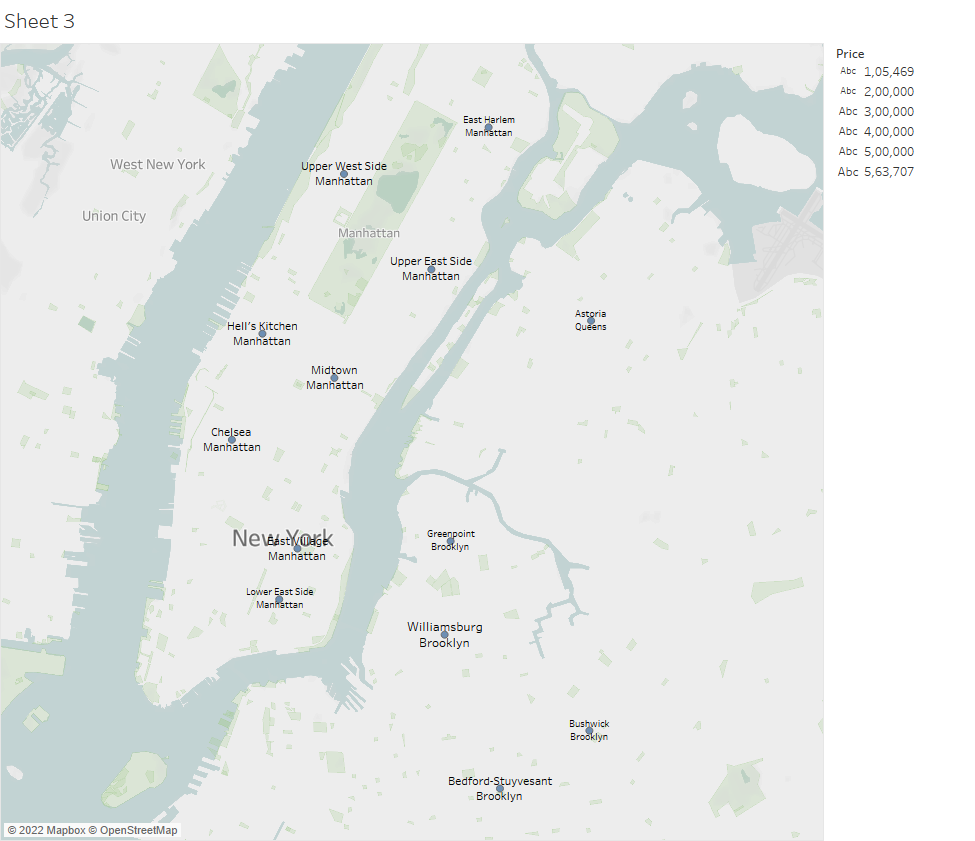 Sheet 3
Price
Abc 1,05,469
Abc 2,00,000
Abc 3,00,000
Abc 4,00,000
Abc 5,00,000
Abc 5,63,707
East Harlem
Manhattan
West New York
Upper West Side
Manhattan
Union City
Manhattan
Upper East Side
Manhattan
Astoria
Queens
Hell's Kitchen
Manhattan
Midtown
Manhattan
Chelsea
Manhattan
New York
East Village
Manhattan
Greenpoint
Brooklyn
Lower East Side
Manhattan
Williamsburg
Brooklyn
Bushwick
Brooklyn
Bedford-Stuyvesant
Brooklyn
© 2022 Mapbox © OpenStreetMap